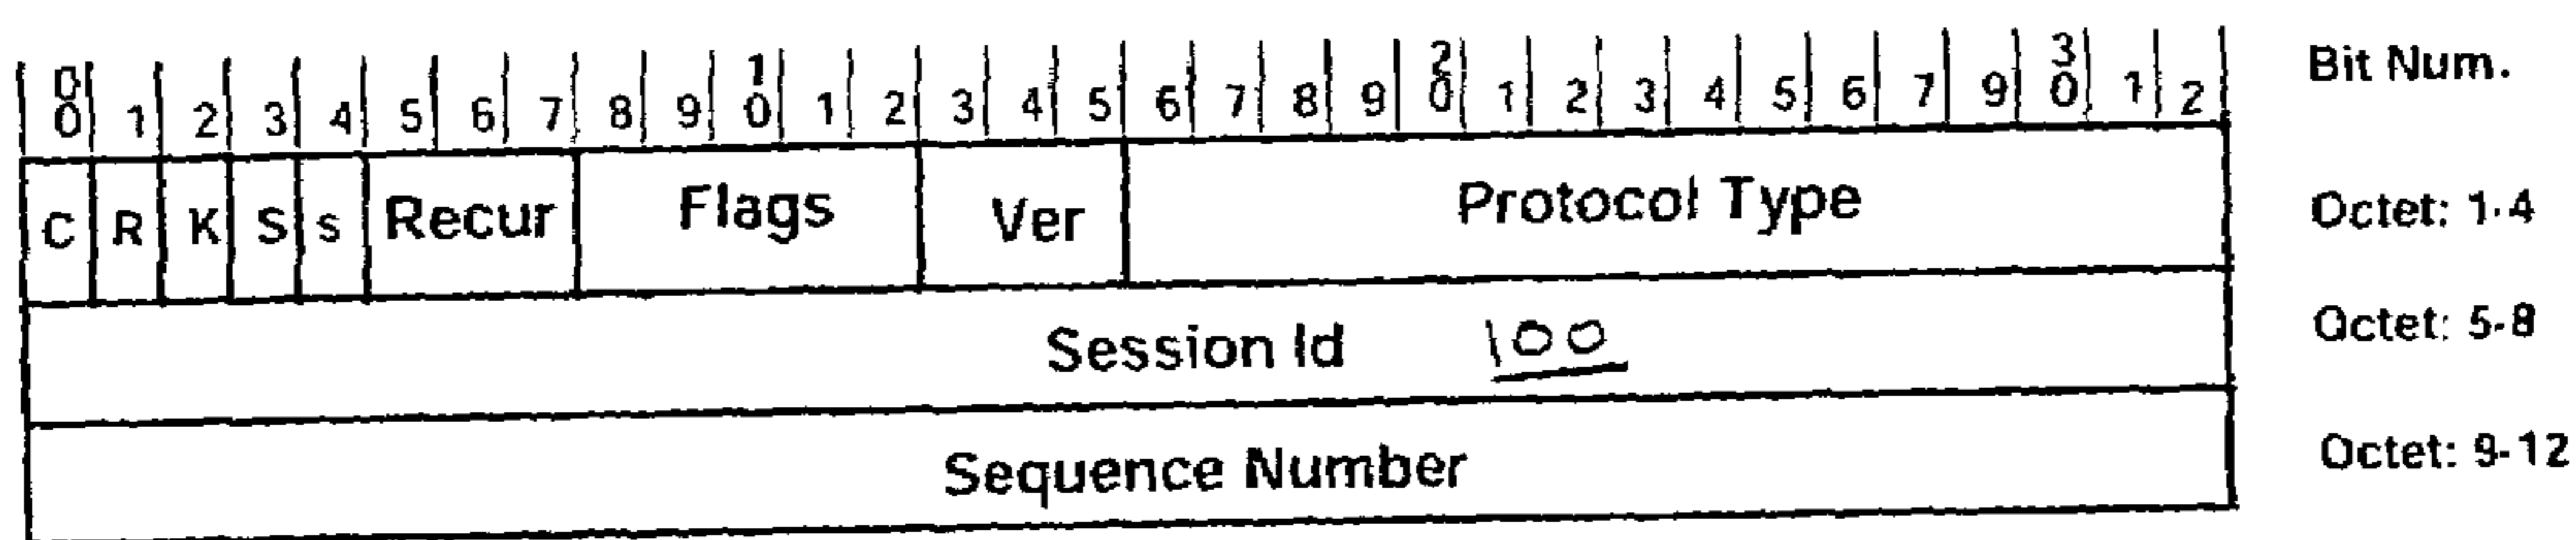 0 1 2 3
0 1 2 3 4 5 6 7 8 9 0 1 2 3 4 5 6 7 8 9 0 1 2 3 4 5 6 7 9 0 1 2 Bit Num.
C R K S s Recur Flags Ver Protocol Type Octet: 1-4
Session Id 100 Octet: 5-8
Sequence Number Octet: 9-12